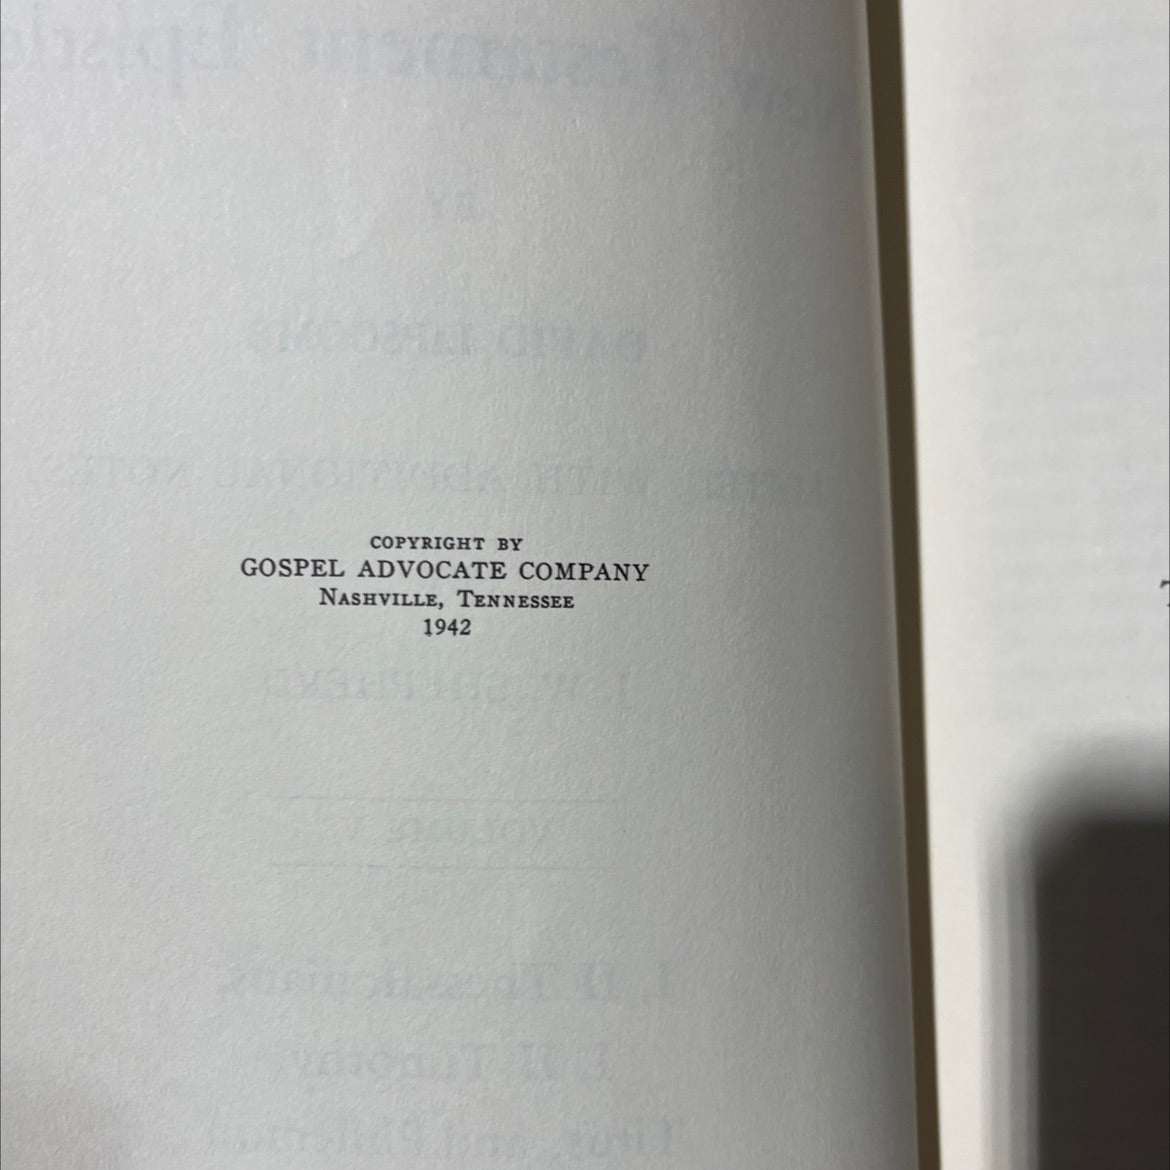 COPYRIGHT BY
GOSPEL ADVOCATE COMPANY
NASHVILLE, TENNESSEE
1942